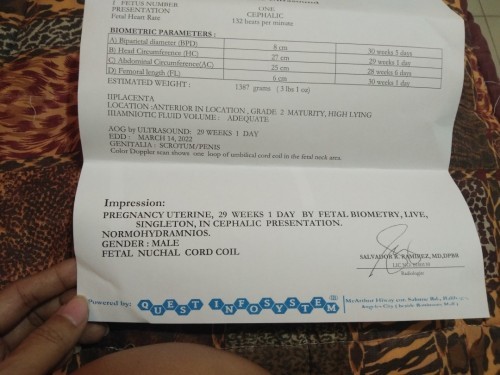 I FETUS NUMBER ONE
PRESENTATION CEPHALIC
Fetal Heart Rate 132 beats per minute
BIOMETRIC PARAMETERS :
A) Biparietal diameter (BPD) 8 cm 30 weeks 5 days
B) Head Circumference (HC) 27 cm 29 weeks 1 day
C) Abdominal Circumference(AC) 25 cm 28 weeks 6 days
D) Femoral length (FL) 6 cm 30 weeks 1 day
ESTIMATED WEIGHT : 1387 grams ( 3 lbs 1 oz)
IIPLACENTA
LOCATION :ANTERIOR IN LOCATION , GRADE 2 MATURITY, HIGH LYING
IIIAMNIOTIC FLUID VOLUME : ADEQUATE
AOG by ULTRASOUND: 29 WEEKS 1 DAY
EDD : MARCH 14, 2022
GENITALIA : SCROTUM/PENIS
Color Doppler scan shows one loop of umbilical cord coil in the fetal neck area.
Impression:
PREGNANCY UTERINE, 29 WEEKS 1 DAY BY FETAL BIOMETRY, LIVE,
SINGLETON, IN CEPHALIC PRESENTATION.
NORMOHYDRAMNIOS.
GENDER : MALE
FETAL NUCHAL CORD COIL
SALVADOR R. RAMIREZ, MD,DPBR
Radiologist
Powered by: QUEST INFOSYSTEM